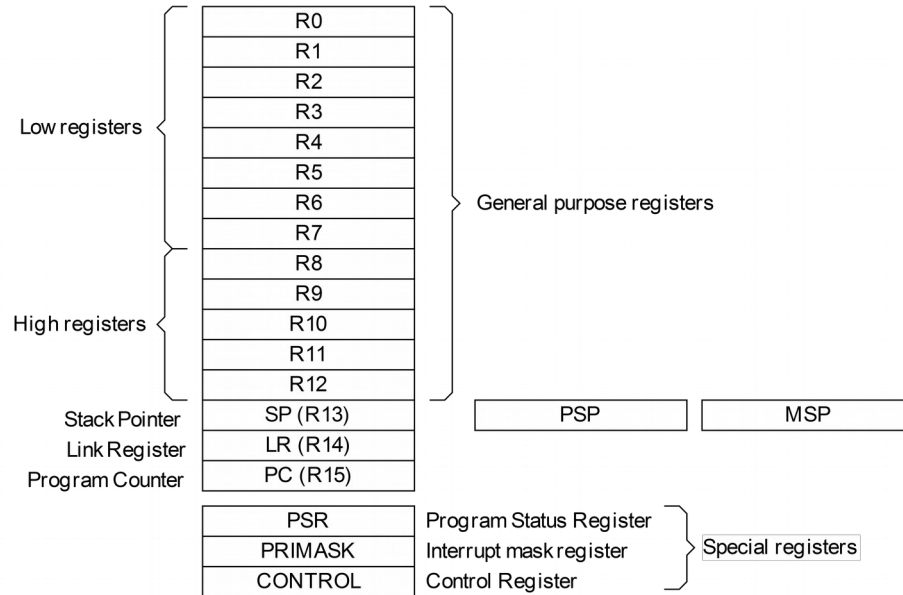 R0
R1
R2
R3
Low registers
R4
R5
R6
General purpose registers
R7
R8
R9
High registers
R10
R11
R12
Stack Pointer SP (R13) PSP MSP
Link Register LR (R14)
Program Counter PC (R15)
PSR Program Status Register
PRIMASK Interrupt mask register Special registers
CONTROL Control Register